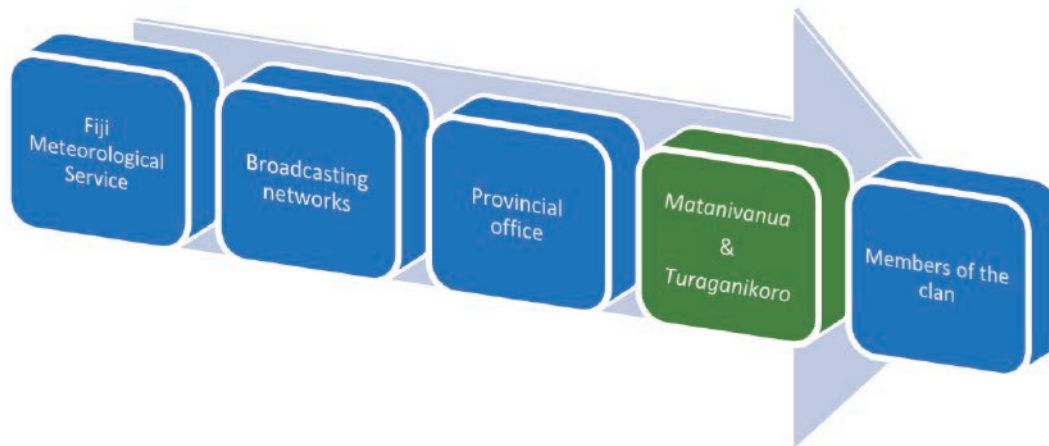 Fiji
Meteorological
Service
Broadcasting
networks
Provincial
office
Matanivanua
&
Turaganikoro
Members of the
clan